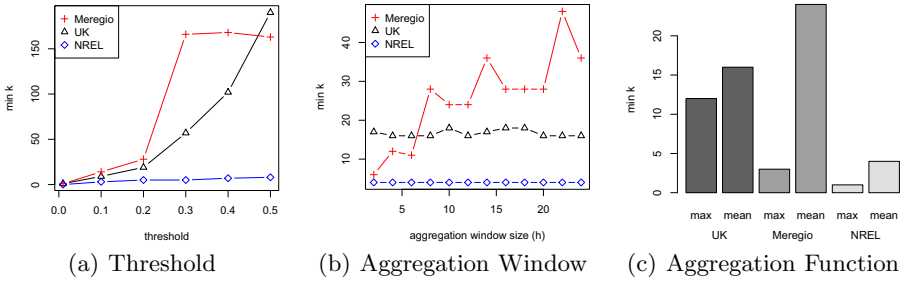 Meregio
UK
NREL
min k
0
50
100
150
0.0 0.1 0.2 0.3 0.4 0.5
threshold
(a) Threshold
Meregio
UK
NREL
min k
10
20
30
40
5 10 15 20
aggregation window size (h)
(b) Aggregation Window
min k
0
5
10
15
20
max mean max mean max mean
UK Meregio NREL
(c) Aggregation Function